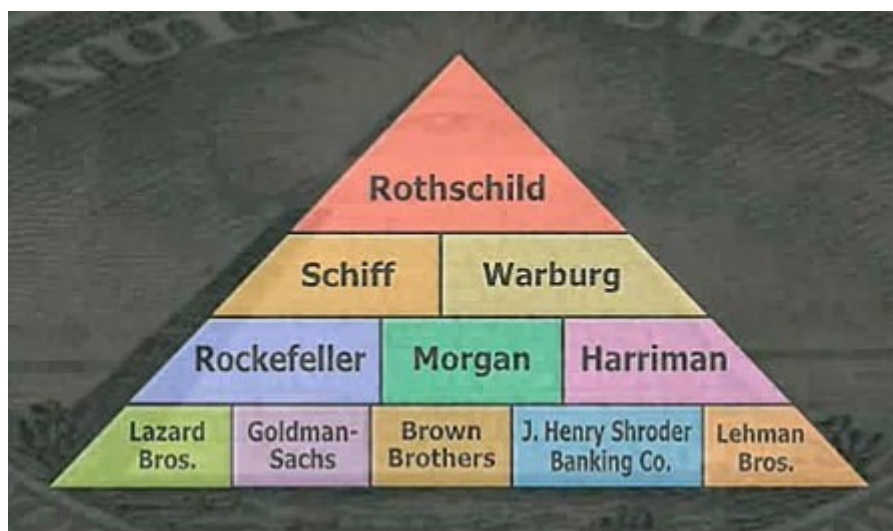 Rothschild
Schiff
Warburg
Rockefeller
Morgan
Harriman
Lazard
Bros.
Goldman-
Sachs
Brown
Brothers
J. Henry Shroder
Banking Co.
Lehman
Bros.